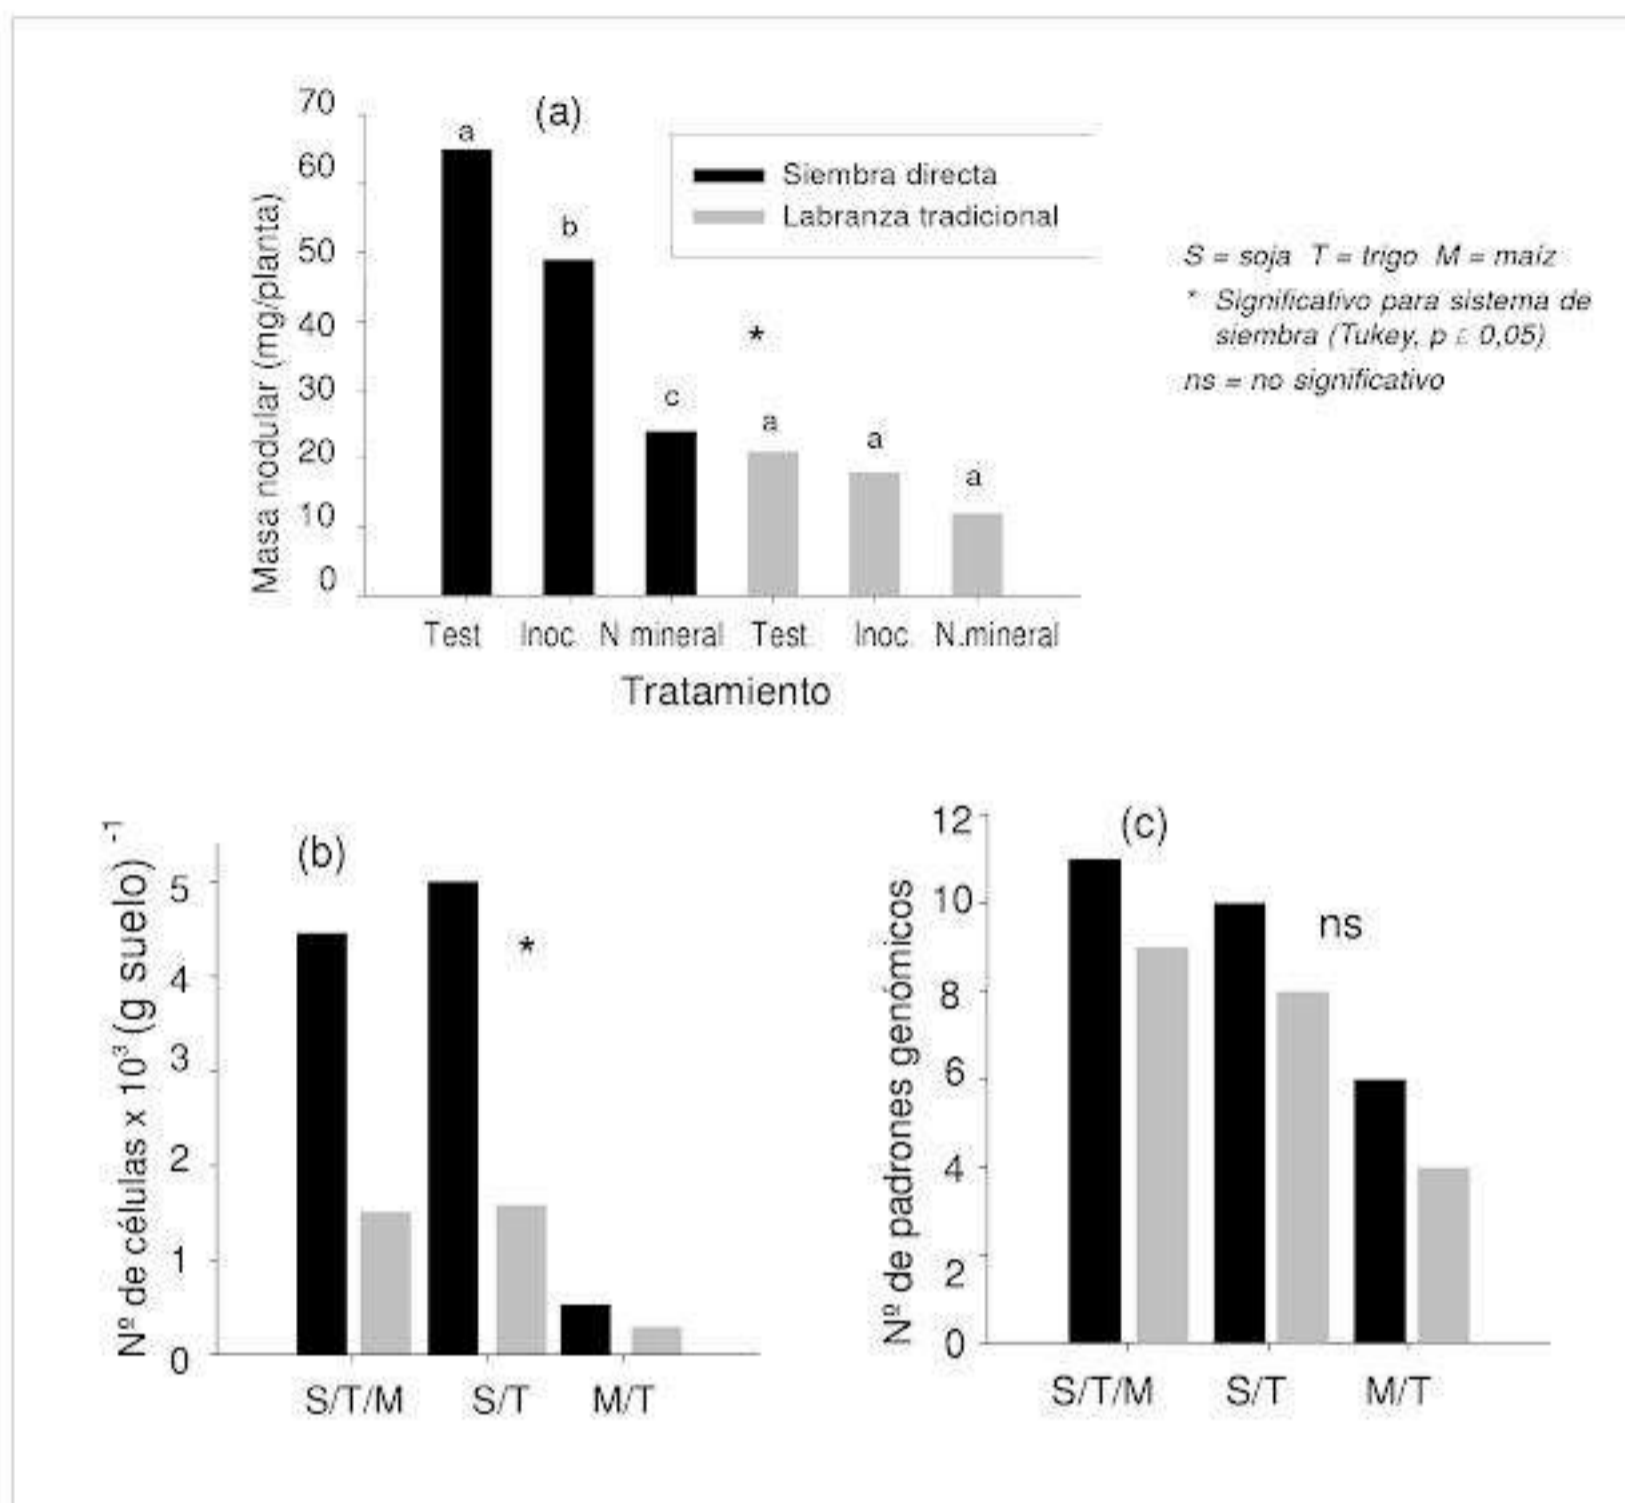 (a)
Masa nodular (mg/planta)
70
60
50
40
30
20
10
0
a
b
c
*
a
a
a
Siembra directa
Labranza tradicional
Test Inoc. N mineral Test Inoc. N.mineral
Tratamiento
S = soja T = trigo M = maíz
* Significativo para sistema de
siembra (Tukey, p £ 0,05)
ns = no significativo
(b)
Nº de células x 10³ (g suelo) -1
5
4
3
2
1
0
*
S/T/M S/T M/T
(c)
Nº de padrones genómicos
12
10
8
6
4
2
0
ns
S/T/M S/T M/T